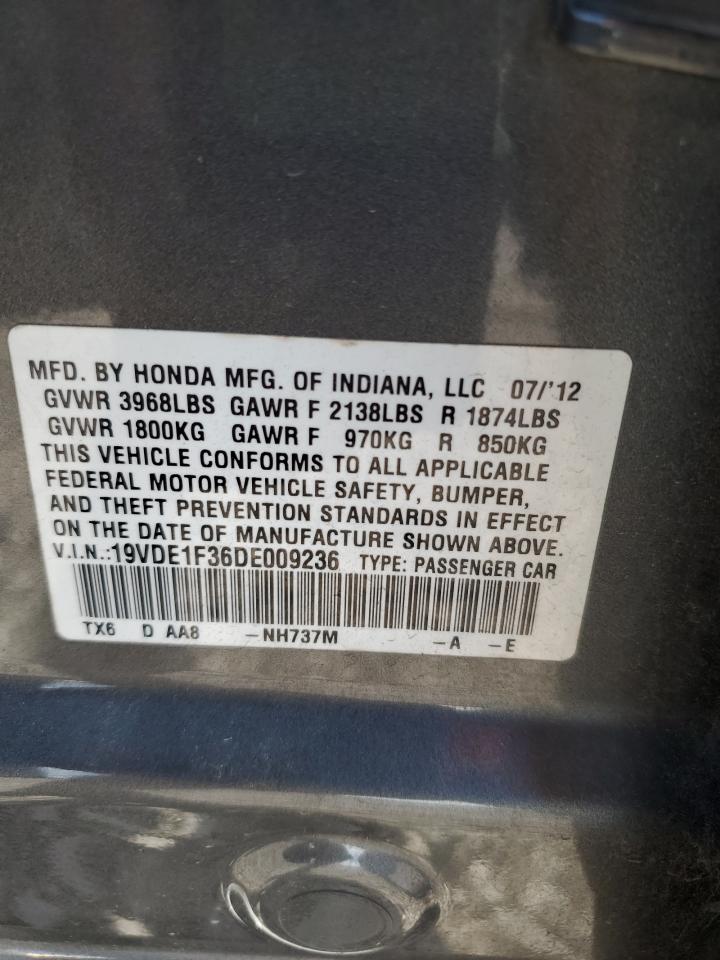 MFD. BY HONDA MFG. OF INDIANA, LLC 07/'12
GVWR 3968LBS GAWR F 2138LBS R 1874LBS
GVWR 1800KG GAWR F 970KG R 850KG
THIS VEHICLE CONFORMS TO ALL APPLICABLE
FEDERAL MOTOR VEHICLE SAFETY, BUMPER,
AND THEFT PREVENTION STANDARDS IN EFFECT
ON THE DATE OF MANUFACTURE SHOWN ABOVE.
V.I.N.:19VDE1F36DE009236 TYPE: PASSENGER CAR
TX6 D AA8 -NH737M -A -E